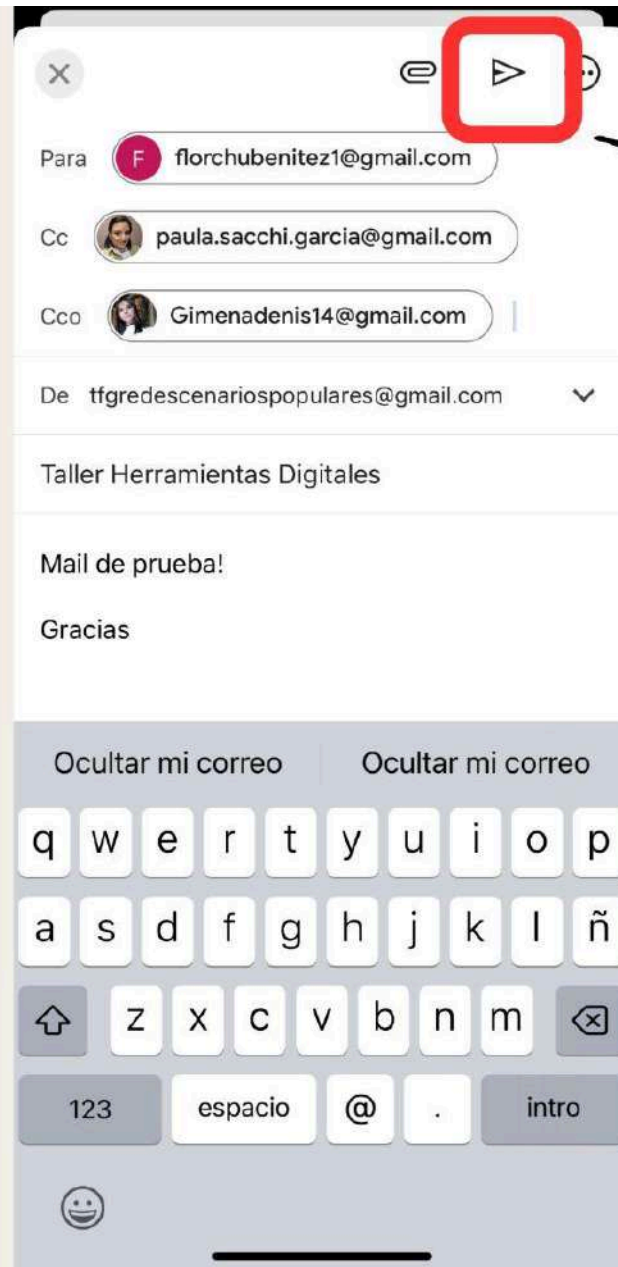 Para F florchubenitez1@gmail.com
Cc paula.sacchi.garcia@gmail.com
Cco Gimenadenis14@gmail.com
De tfgredescenariospopulares@gmail.com
Taller Herramientas Digitales
Mail de prueba!
Gracias
Ocultar mi correo Ocultar mi correo
q w e r t y u i o p
a s d f g h j k l ñ
z x c v b n m
123 espacio @ . intro